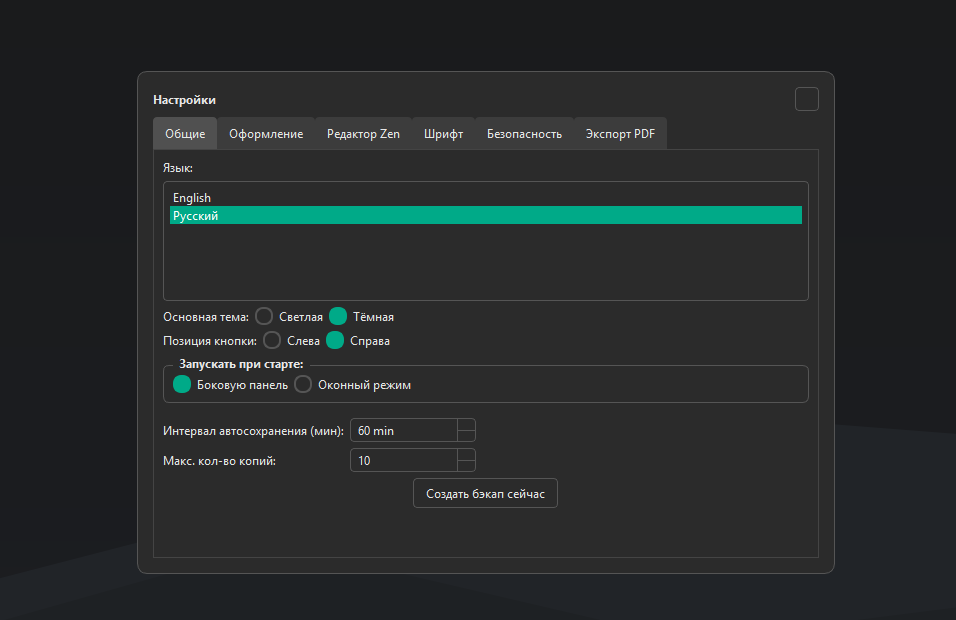 Настройки
Общие Оформление Редактор Zen Шрифт Безопасность Экспорт PDF
Язык:
English
Русский
Основная тема: Светлая Тёмная
Позиция кнопки: Слева Справа
Запускать при старте:
Боковую панель Оконный режим
Интервал автосохранения (мин): 60 min
Макс. кол-во копий: 10
Создать бэкап сейчас